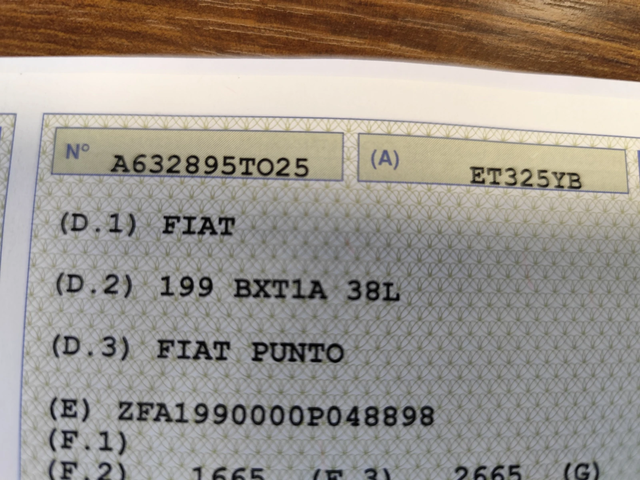 N° A632895TO25 (A) ET325YB
(D.1) FIAT
(D.2) 199 BXT1A 38L
(D.3) FIAT PUNTO
(E) ZFA1990000P048898
(F.1)
(F.2) 1665 (F.3) 2665 (G)